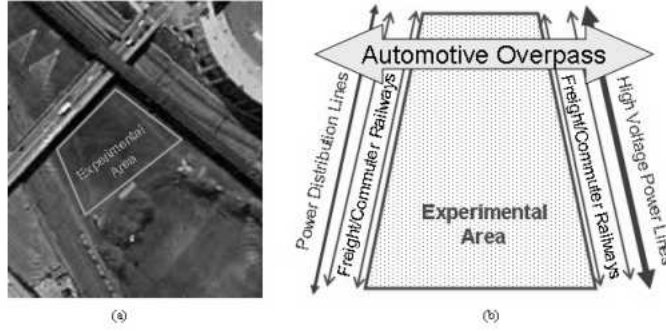 Experimental
Area
(a)
Automotive Overpass
Power Distribution Lines
Freight/Commuter Railways
Experimental
Area
Freight/Commuter Railways
High Voltage Power Lines
(b)